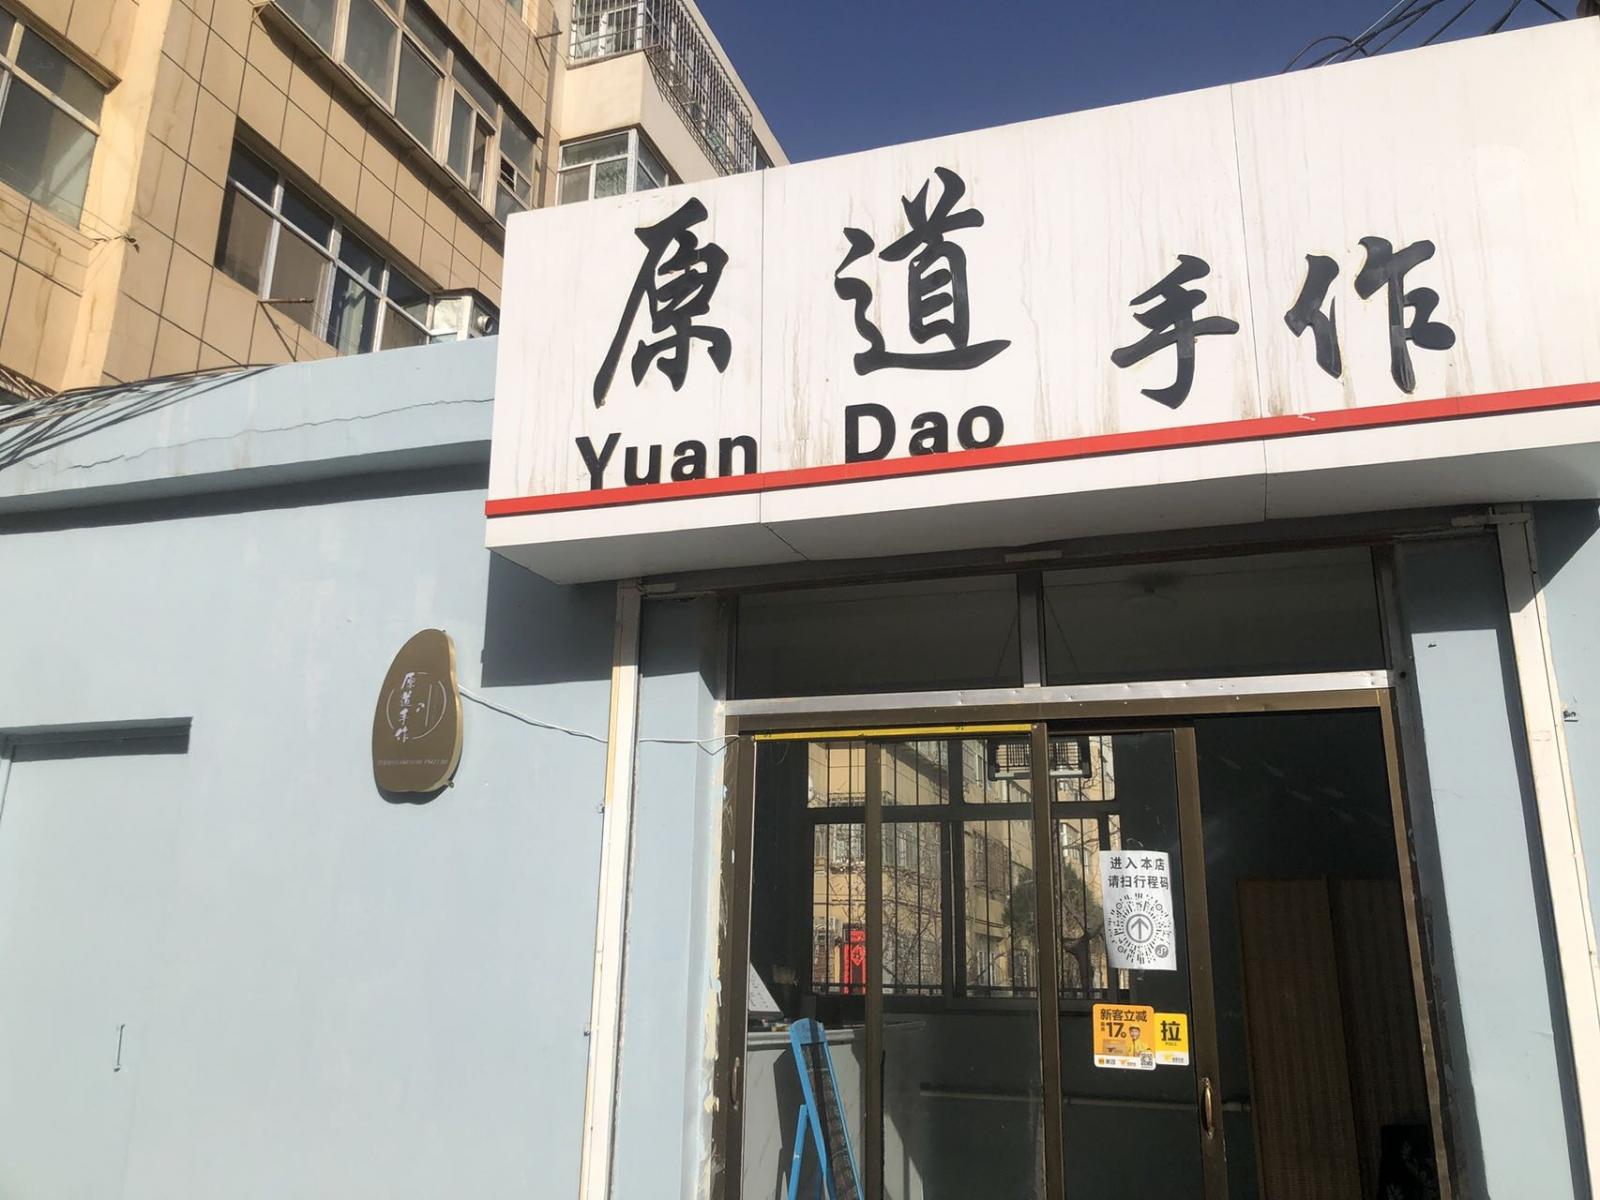 原道手作
Yuan Dao
原道手作
进入本店
请扫行程码
新客立减
17
拉